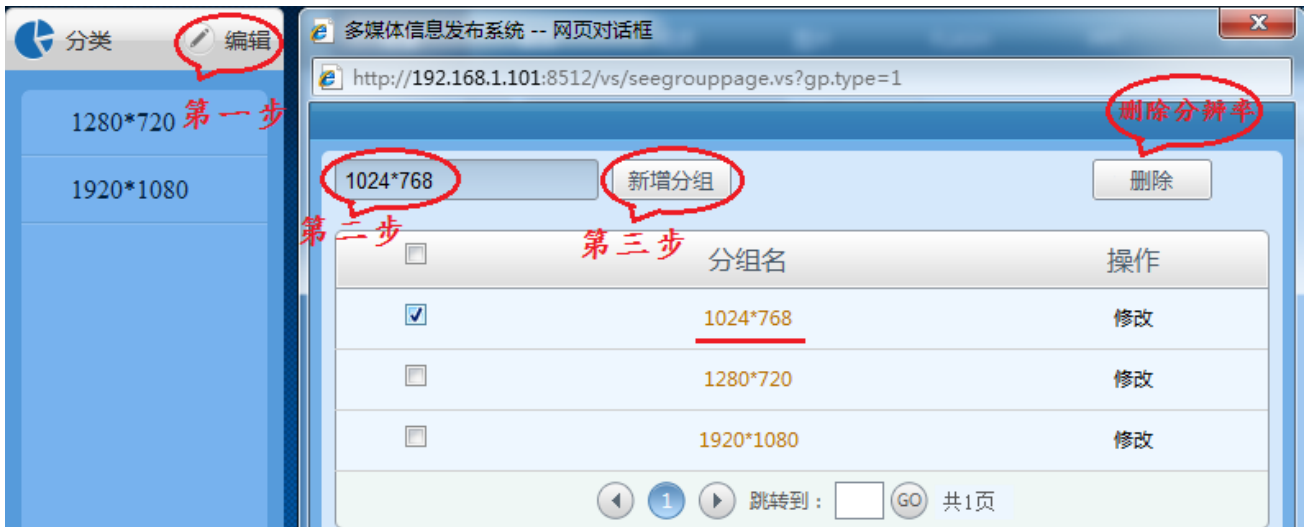 分类 编辑
1280*720
1920*1080
第一步
多媒体信息发布系统 -- 网页对话框
X
http://192.168.1.101:8512/vs/seegrouppage.vs?gp.type=1
删除分辨率
1024*768 新增分组 删除
第二步
第三步
分组名 操作
1024*768 修改
1280*720 修改
1920*1080 修改
1 跳转到： GO 共1页